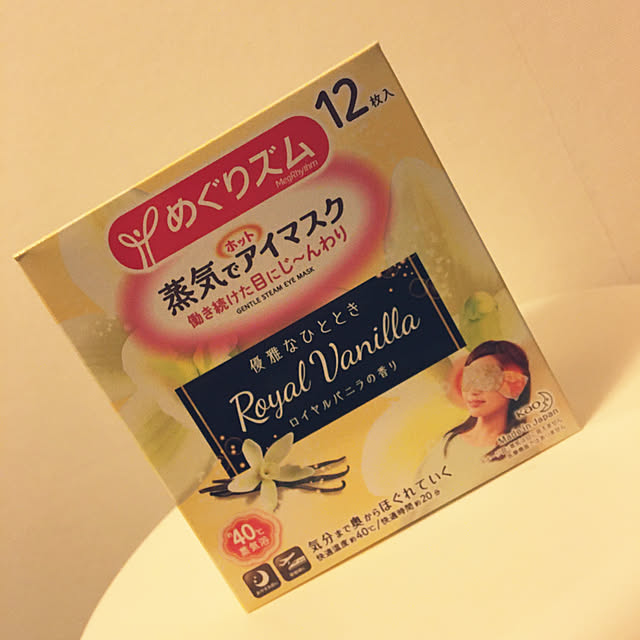 12枚入
めぐりズム
MegRhythm
蒸気でホットアイマスク
働き続けた目にじ〜んわり
GENTLE STEAM EYE MASK
優雅なひととき
Royal Vanilla
ロイヤルバニラの香り
Kao
Made in Japan
約40℃
蒸気浴
気分まで奥からほぐれていく
快適温度約40℃/快適時間約20分